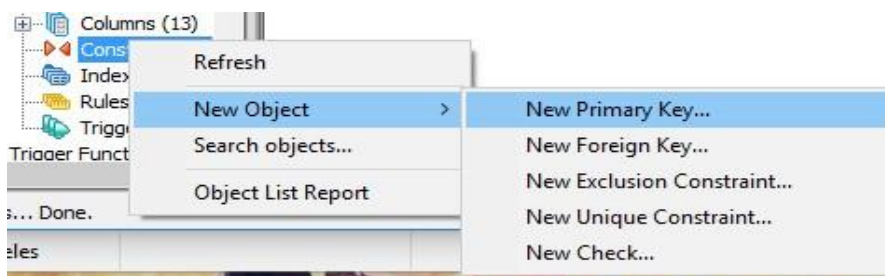 Columns (13)
Cons
Index
Rules
Trigg
Trigger Funct
s... Done.
eles
Refresh
New Object >
Search objects...
Object List Report
New Primary Key...
New Foreign Key...
New Exclusion Constraint...
New Unique Constraint...
New Check...